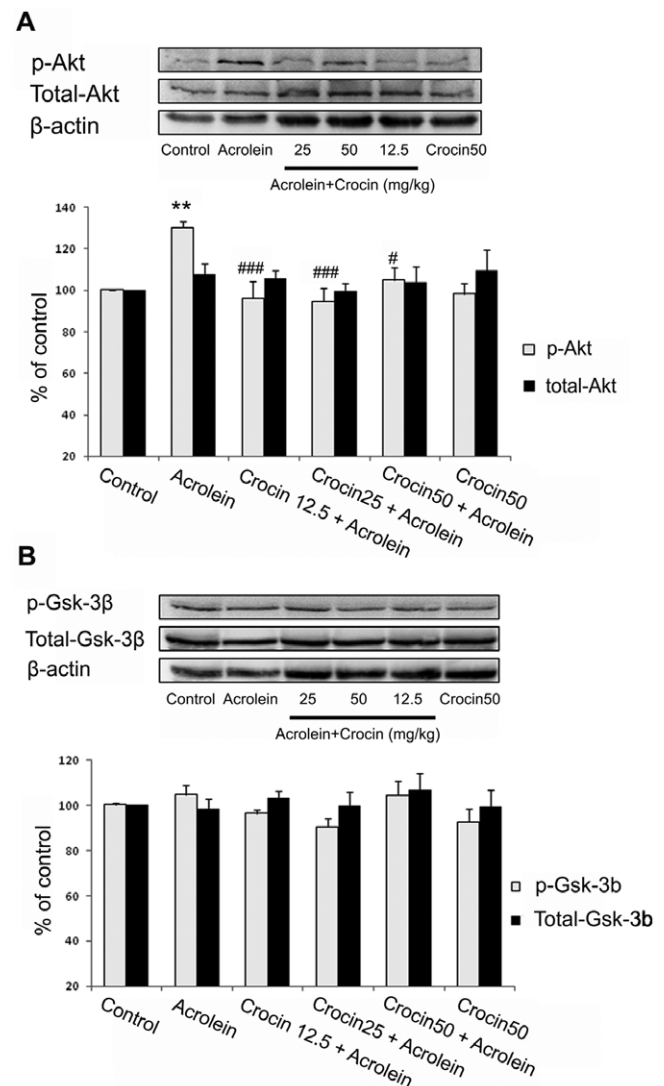 A
p-Akt
Total-Akt
β-actin
Control Acrolein 25 50 12.5 Crocin50
Acrolein+Crocin (mg/kg)
140
120
100
80
60
40
20
% of control
**
###
###
#
p-Akt
total-Akt
Control
Acrolein
Crocin 12.5 + Acrolein
Crocin25 + Acrolein
Crocin50 + Acrolein
Crocin50
B
p-Gsk-3β
Total-Gsk-3β
β-actin
Control Acrolein 25 50 12.5 Crocin50
Acrolein+Crocin (mg/kg)
120
100
80
60
40
20
% of control
p-Gsk-3b
Total-Gsk-3b
Control
Acrolein
Crocin 12.5 + Acrolein
Crocin25 + Acrolein
Crocin50 + Acrolein
Crocin50